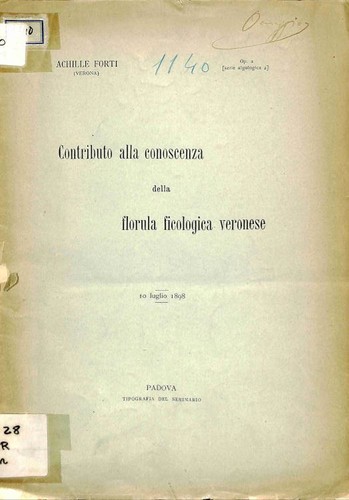 ACHILLE FORTI
(VERONA)
1140
Op. 2
[serie algologica 2]
Contributo alla conoscenza
della
florula ficologica veronese
10 luglio 1898
PADOVA
TIPOGRAFIA DEL SEMINARIO
28
R